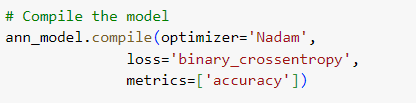 # Compile the model
ann_model.compile(optimizer='Nadam',
              loss='binary_crossentropy',
              metrics=['accuracy'])